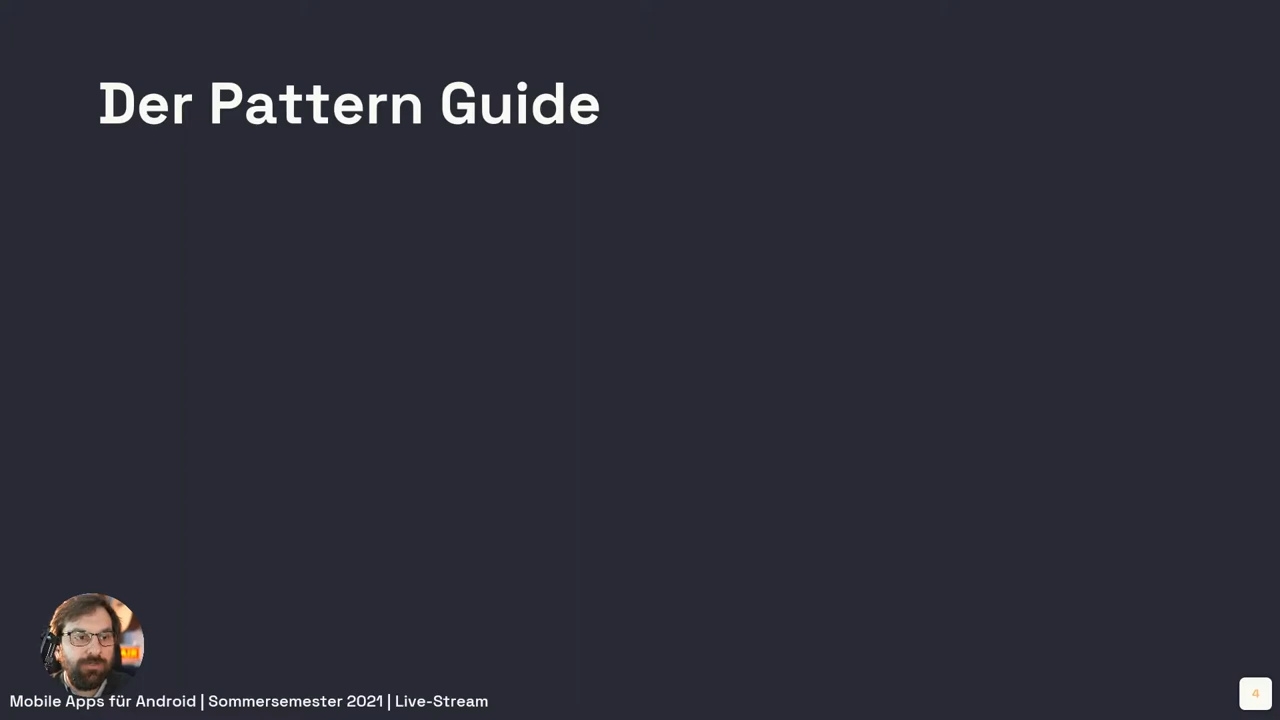 Der Pattern Guide
Mobile Apps für Android | Sommersemester 2021 | Live-Stream
4